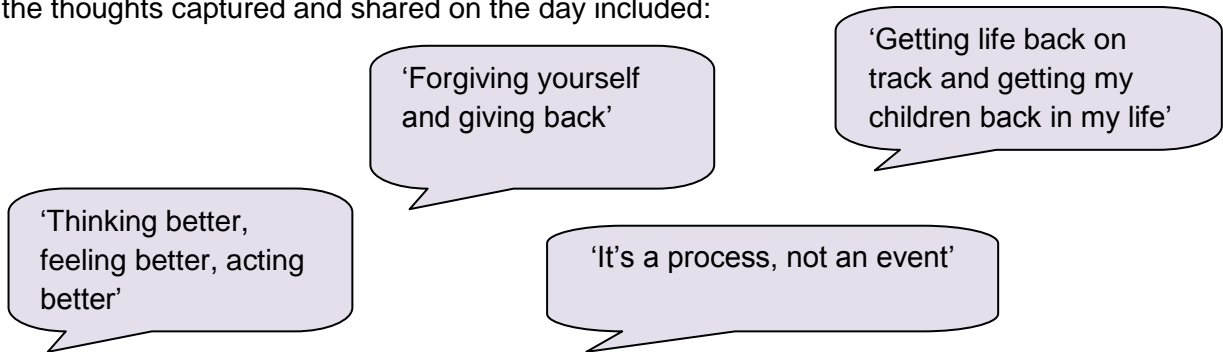 the thoughts captured and shared on the day included:
‘Forgiving yourself
and giving back’
‘Getting life back on
track and getting my
children back in my life’
‘Thinking better,
feeling better, acting
better’
‘It’s a process, not an event’